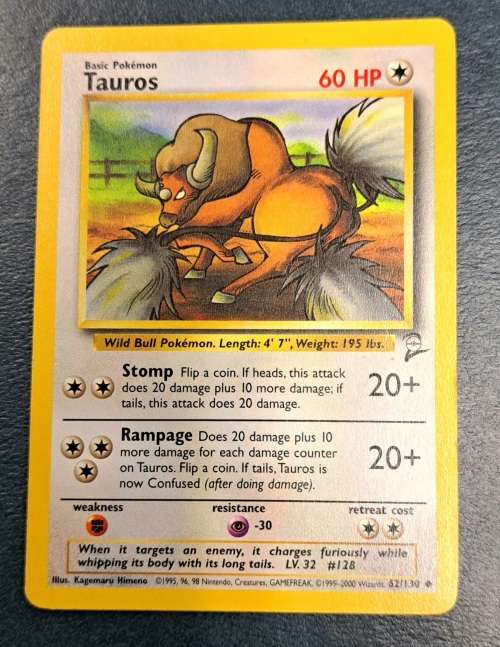 Basic Pokémon
Tauros
60 HP
Wild Bull Pokémon. Length: 4' 7", Weight: 195 lbs.
Stomp Flip a coin. If heads, this attack
does 20 damage plus 10 more damage; if
tails, this attack does 20 damage.
20+
Rampage Does 20 damage plus 10
more damage for each damage counter
on Tauros. Flip a coin. If tails, Tauros is
now Confused (after doing damage).
20+
weakness
resistance
retreat cost
-30
When it targets an enemy, it charges furiously while
whipping its body with its long tails. LV. 32 #128
Illus. Kagemaru Himeno ©1995, 96, 98 Nintendo, Creatures, GAMEFREAK. ©1999-2000 Wizards. 62/130